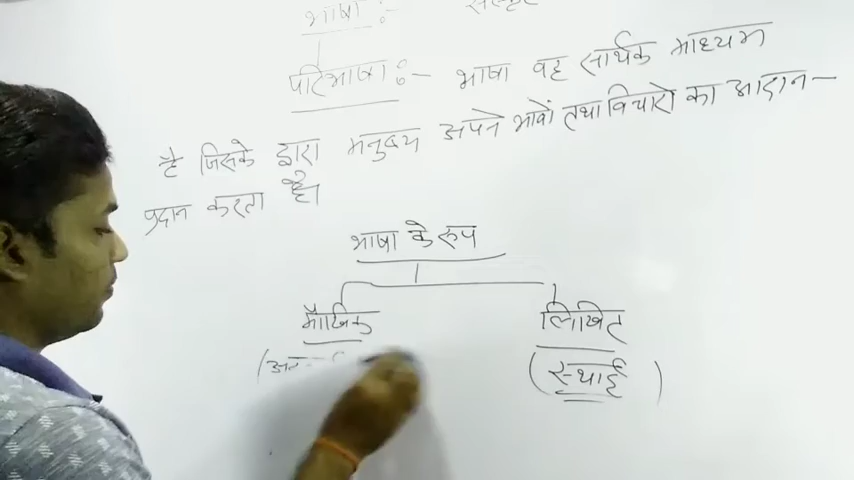 भाषा :-
परिभाषा :- भाषा वह सार्थक माध्यम
है जिसके द्वारा मनुष्य अपने भावों तथा विचारो का आदान-
प्रदान करता है।
भाषा के रूप
मौखिक लिखित
(स्थाई)